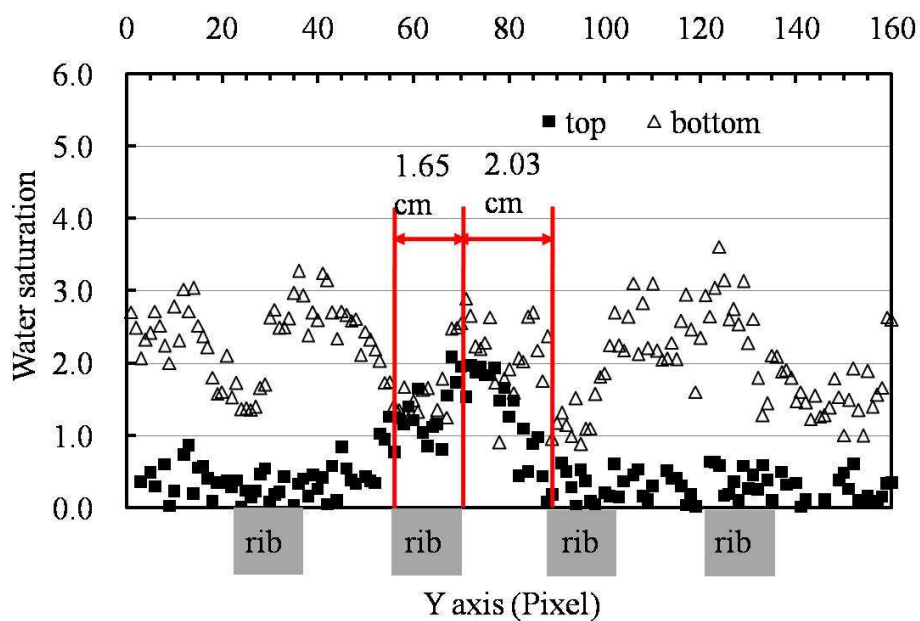 0 20 40 60 80 100 120 140 160
6.0
5.0
4.0
3.0
2.0
1.0
0.0
Water saturation
■ top △ bottom
1.65 cm
2.03 cm
rib rib rib rib
Y axis (Pixel)